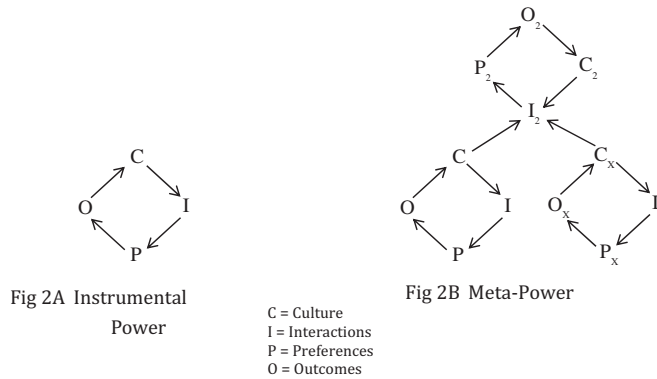 O₂
P₂
C₂
I₂
C
C
Cₓ
O
I
O
I
Oₓ
P
P
Pₓ
Fig 2A Instrumental
Power
Fig 2B Meta-Power
C = Culture
I = Interactions
P = Preferences
O = Outcomes